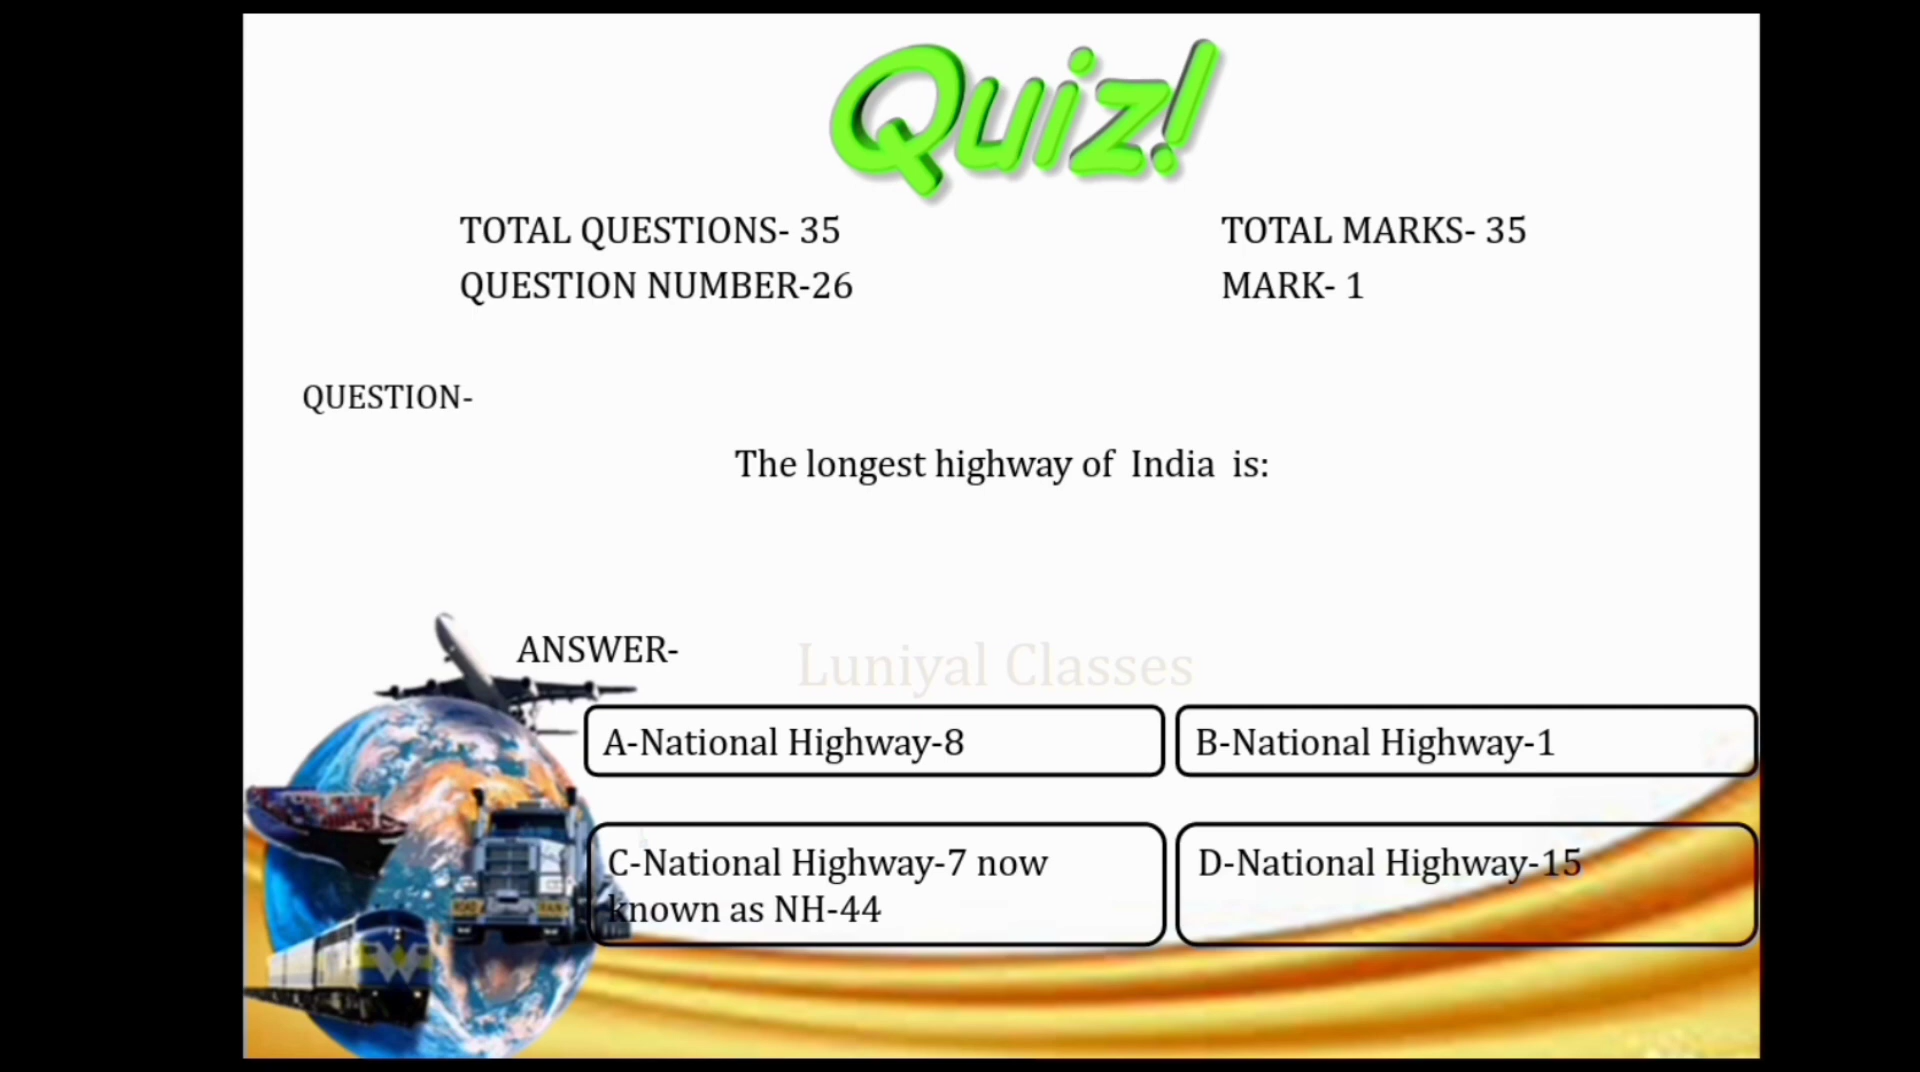 Quiz!
TOTAL QUESTIONS- 35
TOTAL MARKS- 35
QUESTION NUMBER-26
MARK- 1
QUESTION-
The longest highway of India is:
ANSWER-
Luniyal Classes
A-National Highway-8
B-National Highway-1
C-National Highway-7 now
known as NH-44
D-National Highway-15